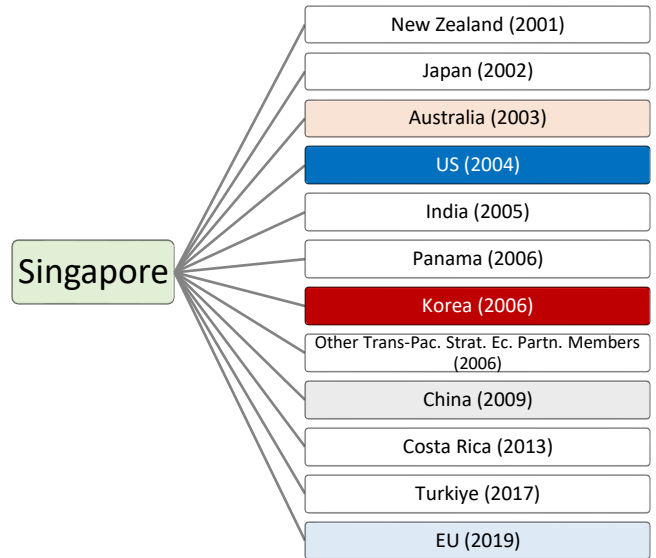 New Zealand (2001)
Japan (2002)
Australia (2003)
US (2004)
India (2005)
Singapore
Panama (2006)
Korea (2006)
Other Trans-Pac. Strat. Ec. Partn. Members
(2006)
China (2009)
Costa Rica (2013)
Turkiye (2017)
EU (2019)